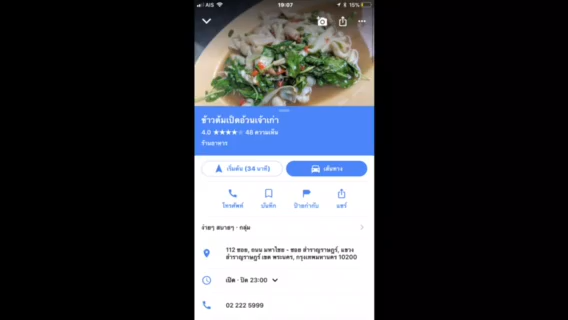 AIS 19:07 15%
ข้าวต้มเป็ดอ้วนเจ้าเก่า
4.0 ★★★★☆ 48 ความเห็น
ร้านอาหาร
เริ่มต้น (34 นาที) เส้นทาง
โทรศัพท์ บันทึก ป้ายกำกับ แชร์
ง่ายๆ สบายๆ · กลุ่ม
112 ซอย, ถนน มหาไชย - ซอย สำราญราษฎร์, แขวง
สำราญราษฎร์ เขต พระนคร, กรุงเทพมหานคร 10200
เปิด · ปิด 23:00
02 222 5999